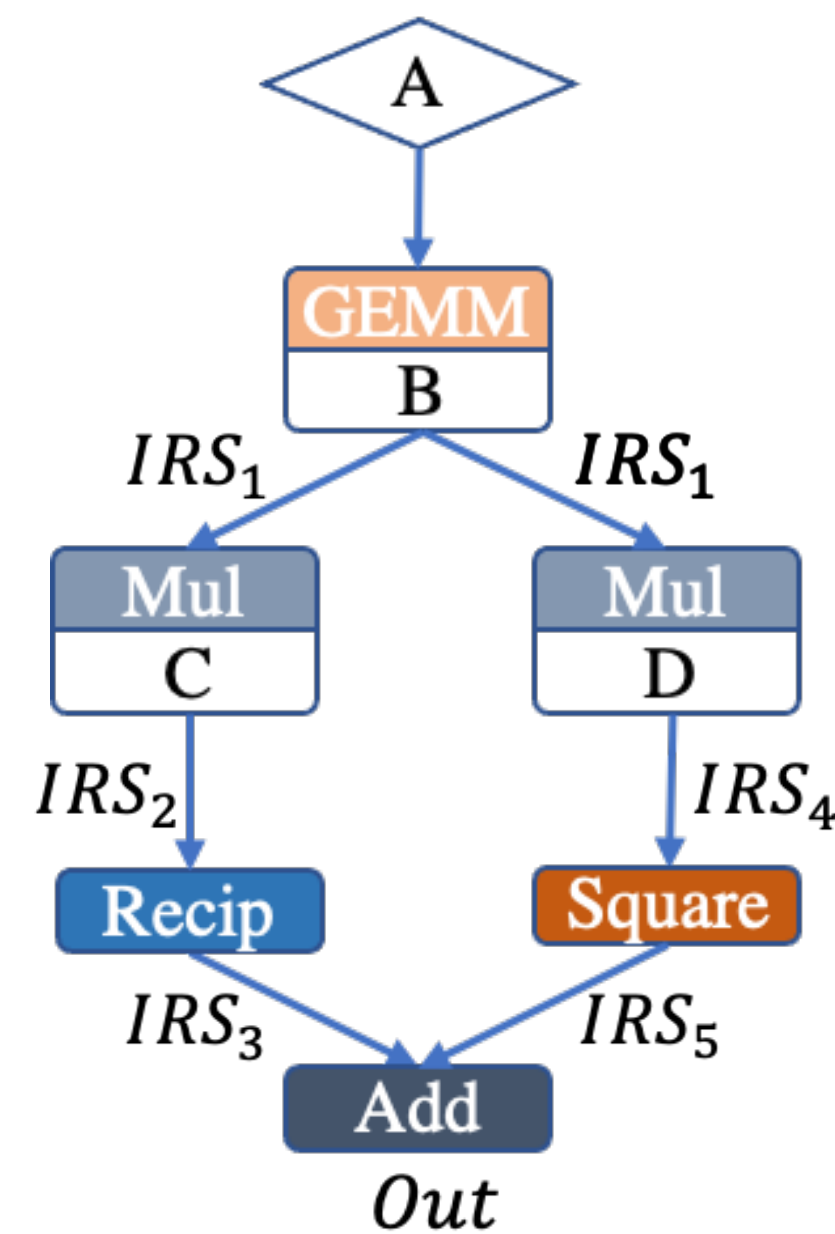 A
GEMM
B
IRS₁ IRS₁
Mul Mul
C D
IRS₂ IRS₄
Recip Square
IRS₃ IRS₅
Add
Out